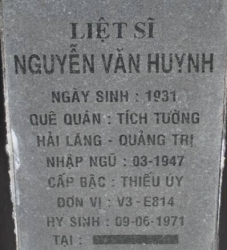 LIỆT SĨ
NGUYỄN VĂN HUYNH
NGÀY SINH : 1931
QUÊ QUÁN : TÍCH TƯỜNG
HẢI LĂNG - QUẢNG TRỊ
NHẬP NGŨ : 03-1947
CẤP BẬC : THIẾU ÚY
ĐƠN VỊ : V3 - E814
HY SINH : 09-06-1971
TẠI :